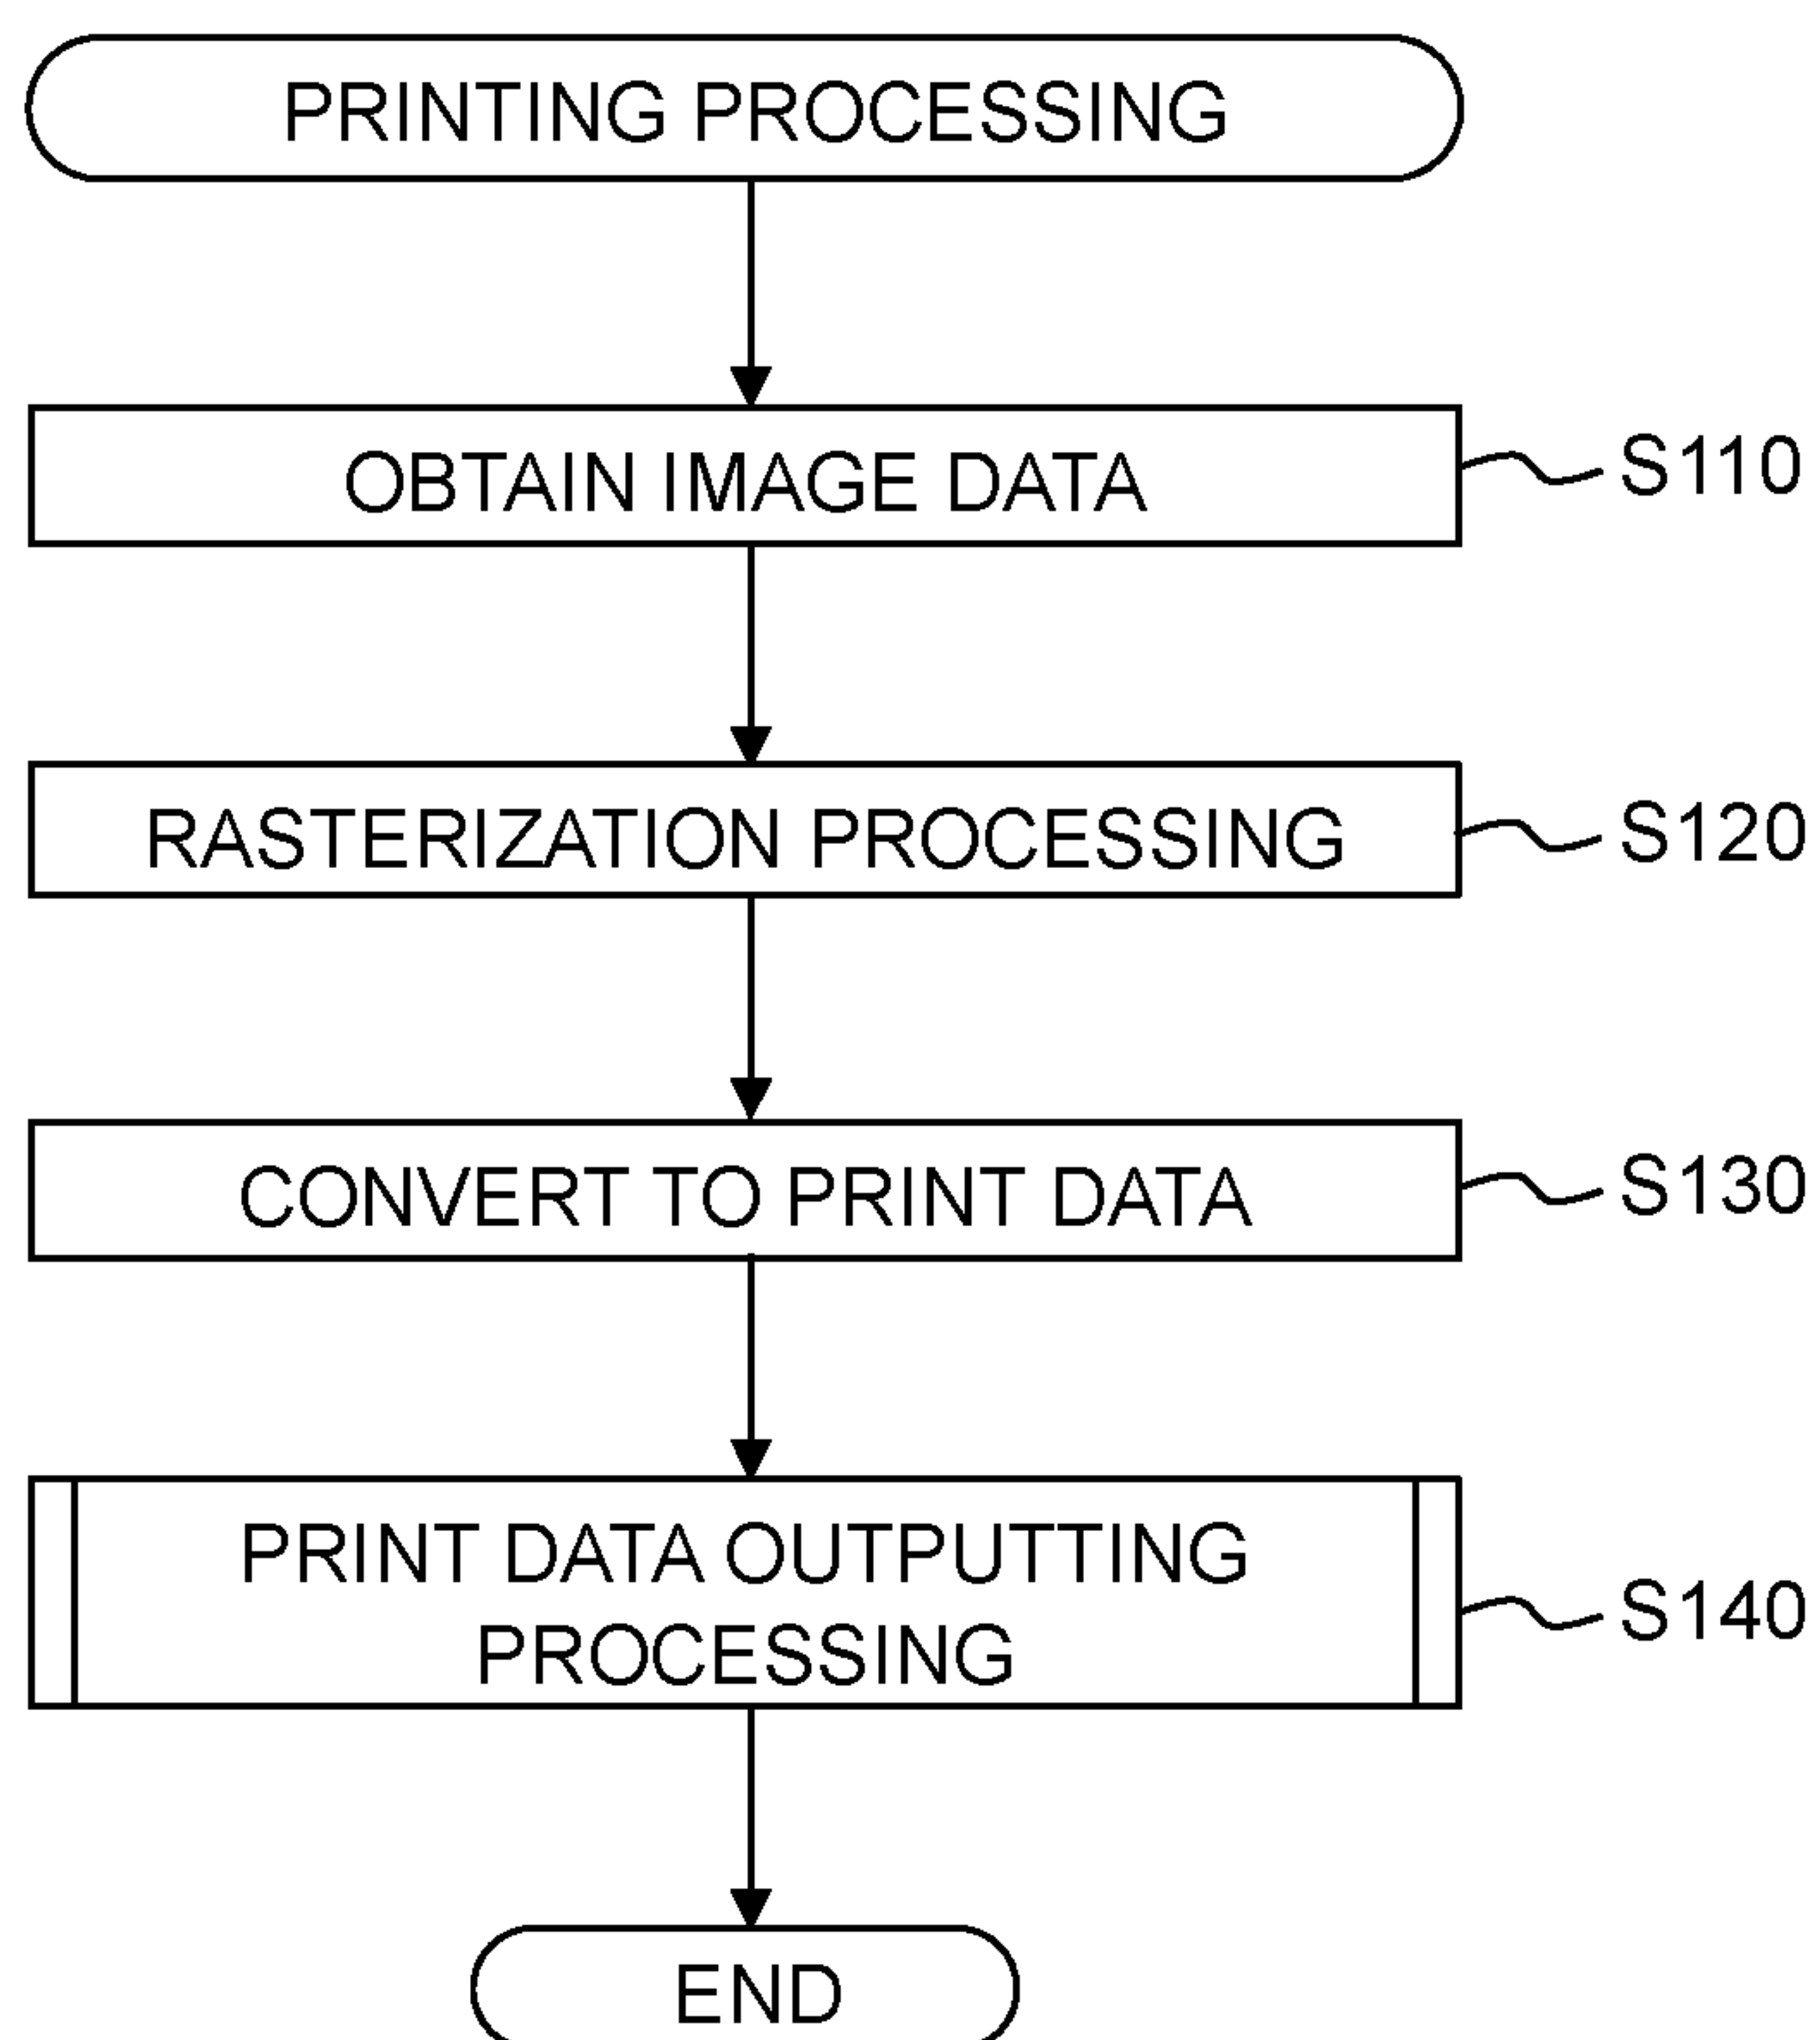 PRINTING PROCESSING
OBTAIN IMAGE DATA
S110
RASTERIZATION PROCESSING
S120
CONVERT TO PRINT DATA
S130
PRINT DATA OUTPUTTING
PROCESSING
S140
END